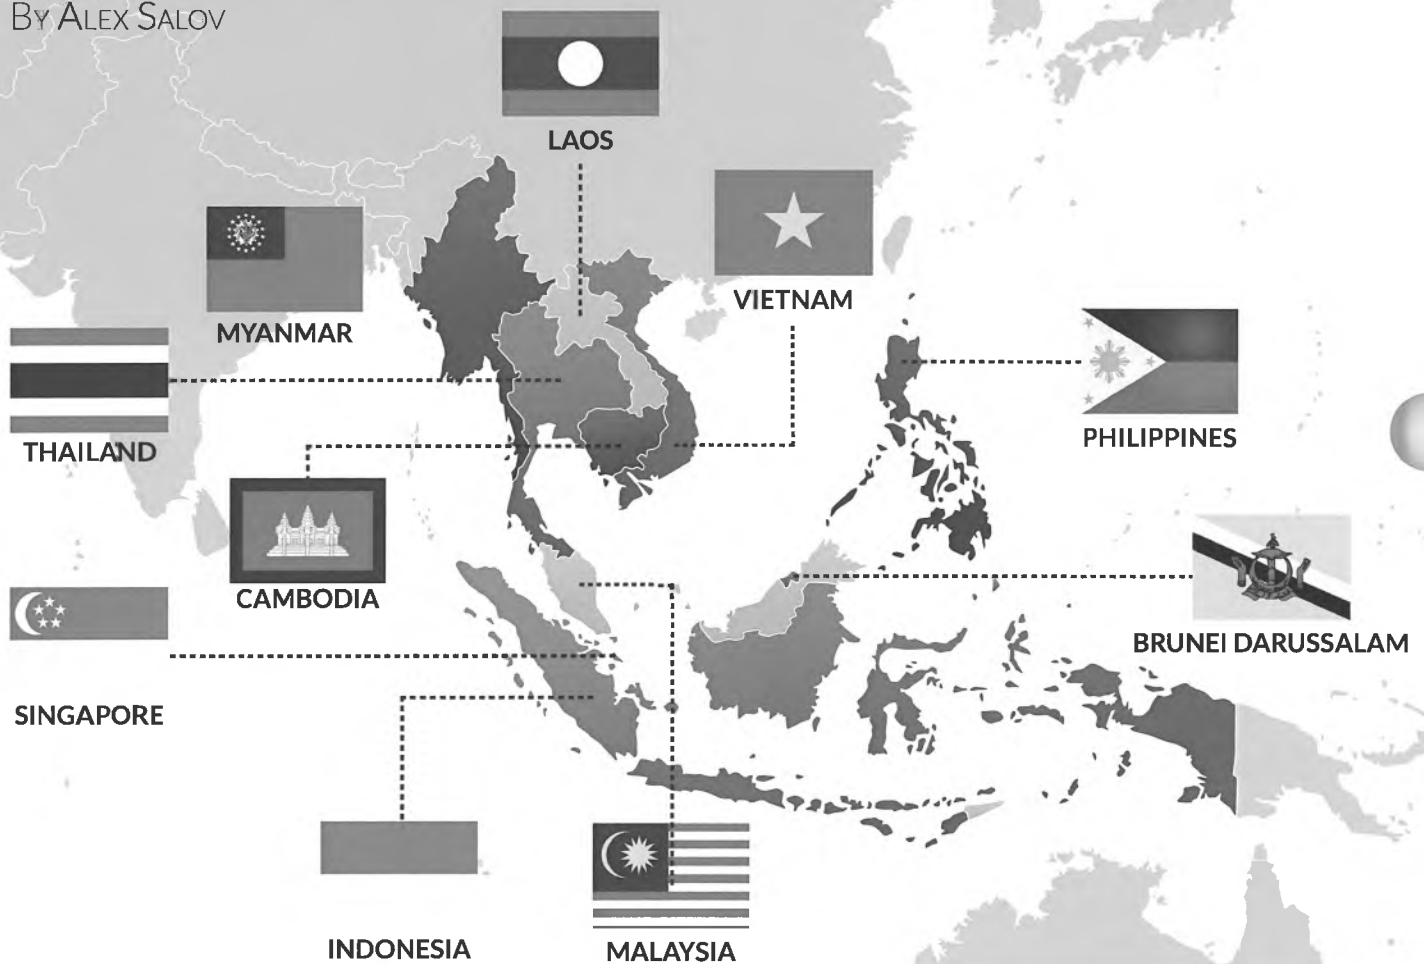 BY ALEX SALOV
LAOS
VIETNAM
MYANMAR
PHILIPPINES
THAILAND
CAMBODIA
BRUNEI DARUSSALAM
SINGAPORE
INDONESIA
MALAYSIA